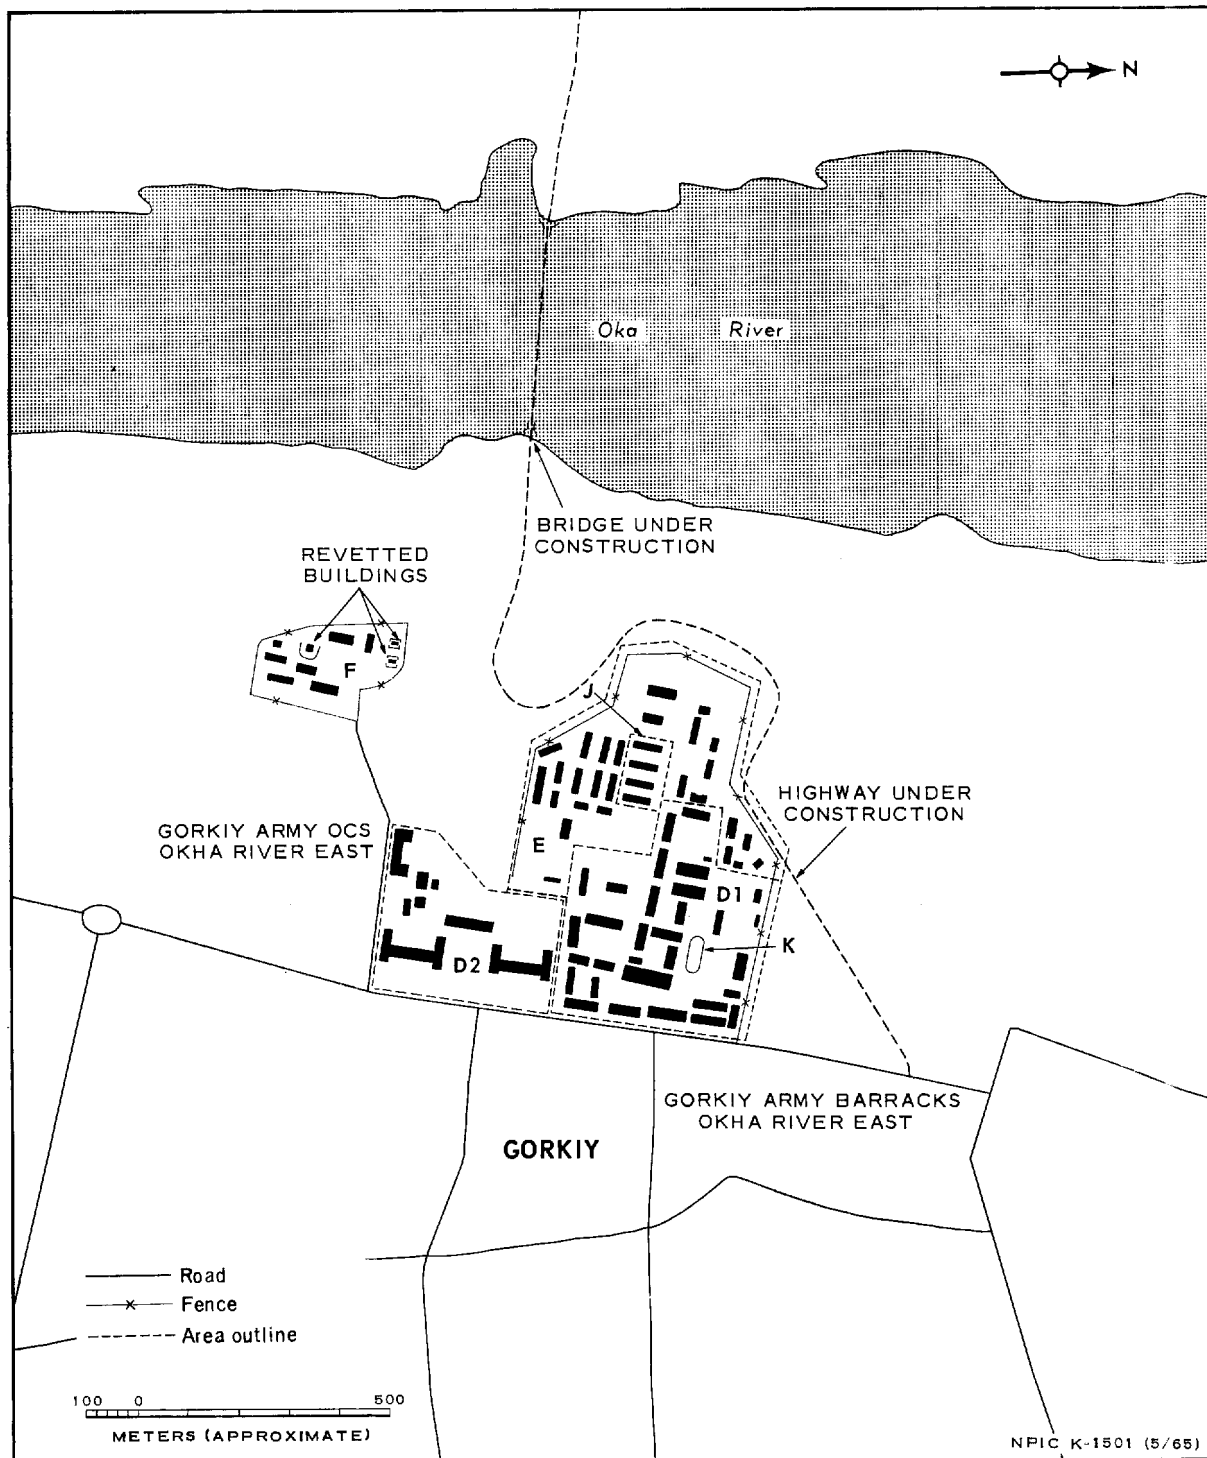 N
Oka River
BRIDGE UNDER
CONSTRUCTION
REVETTED
BUILDINGS
F
J
HIGHWAY UNDER
CONSTRUCTION
GORKIY ARMY OCS
OKHA RIVER EAST
E
D1
K
D2
GORKIY ARMY BARRACKS
OKHA RIVER EAST
GORKIY
Road
Fence
Area outline
100 0 500
METERS (APPROXIMATE)
NPIC K-1501 (5/65)